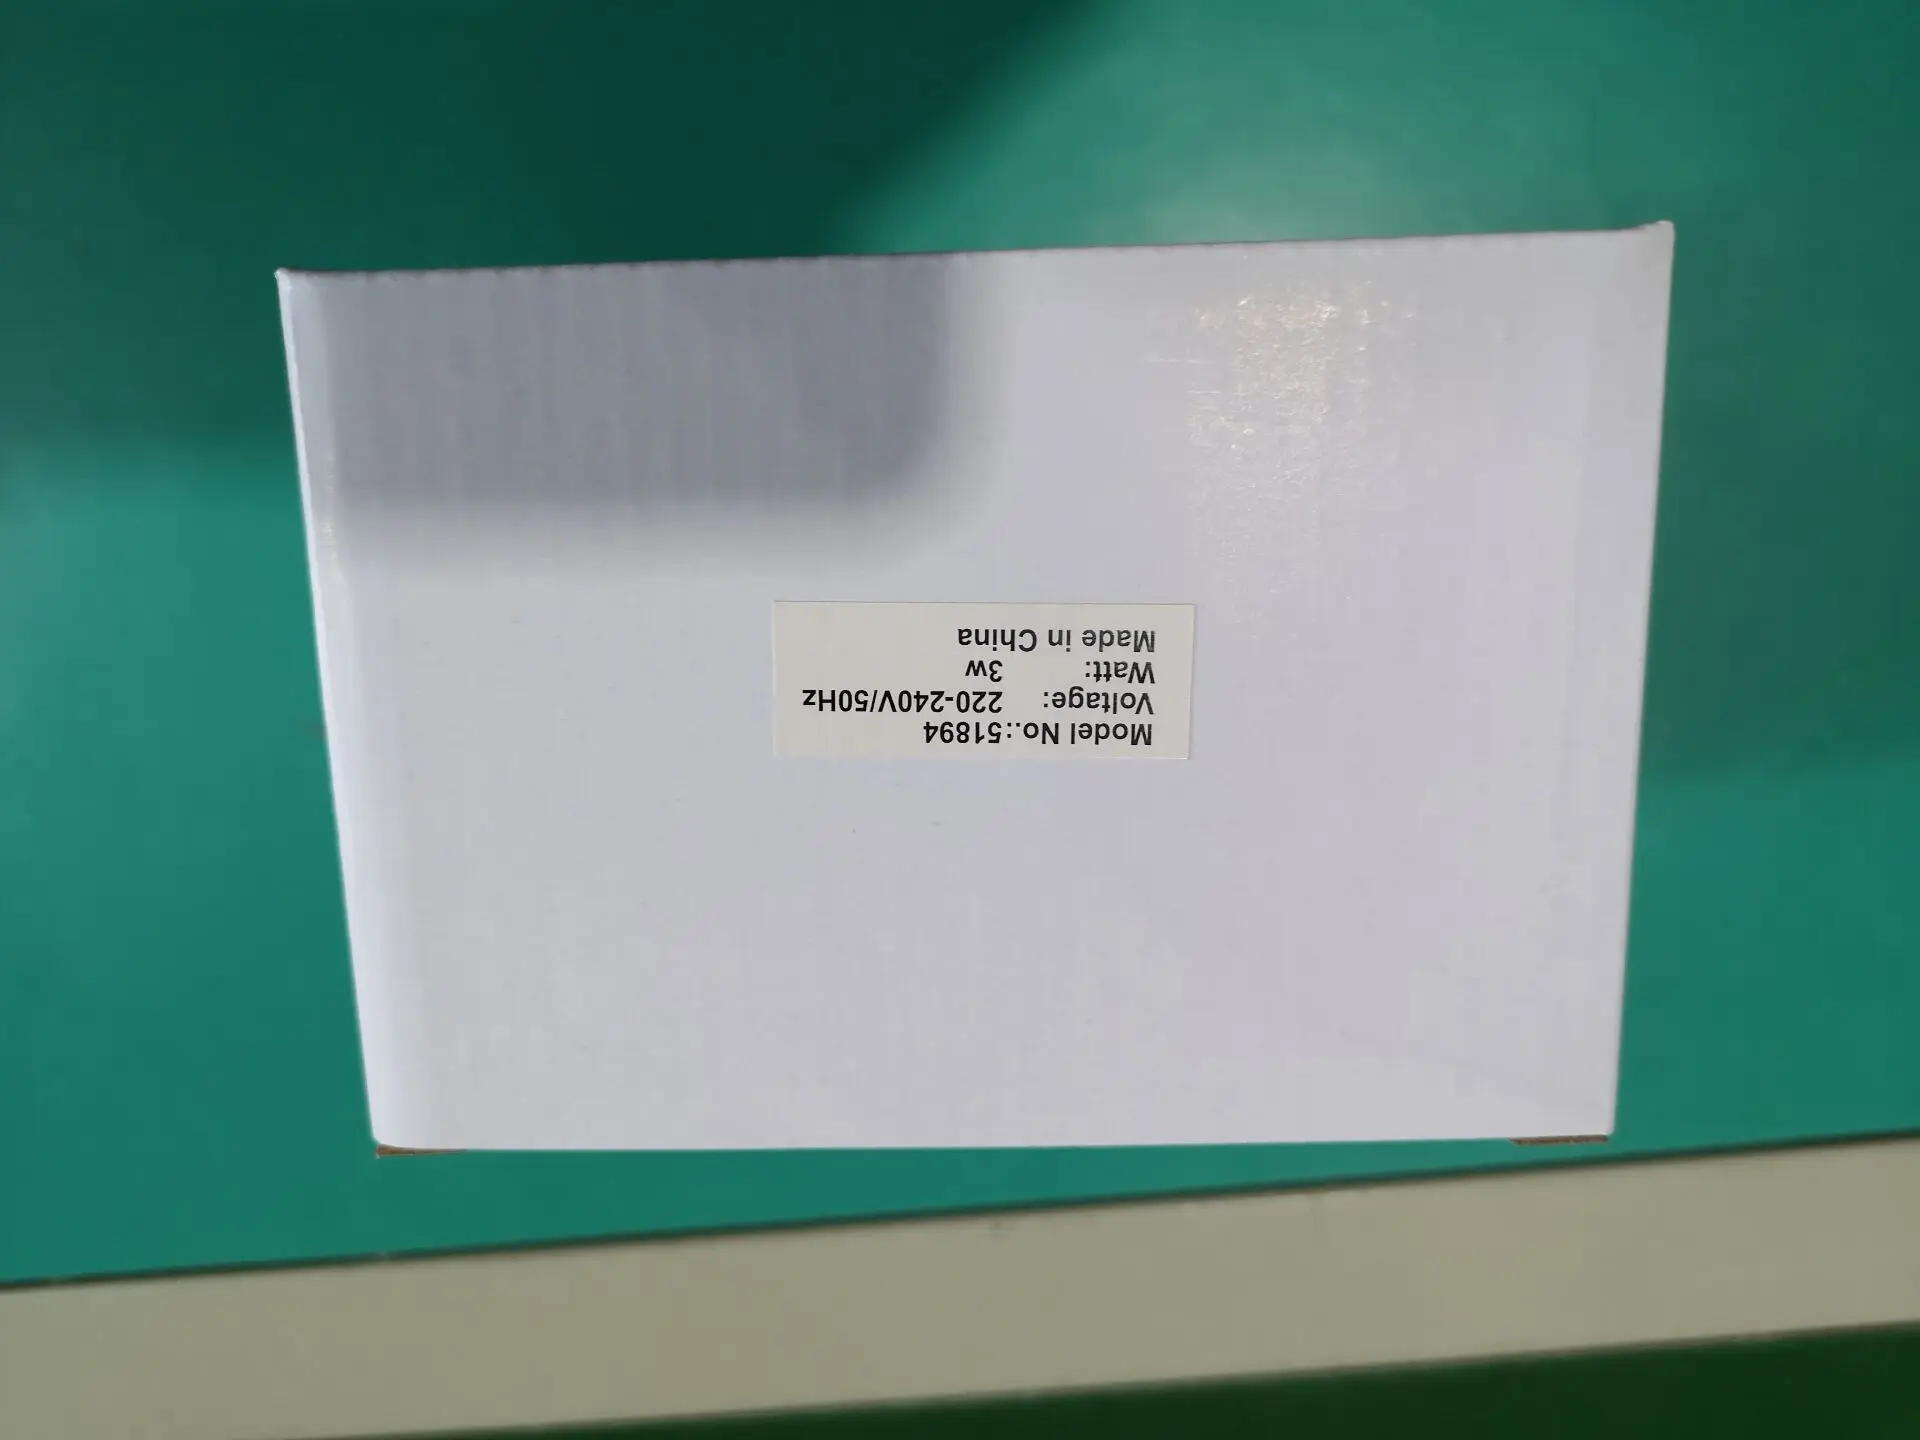 Model No.:51894
Voltage: 220-240V/50Hz
Watt: 3w
Made in China